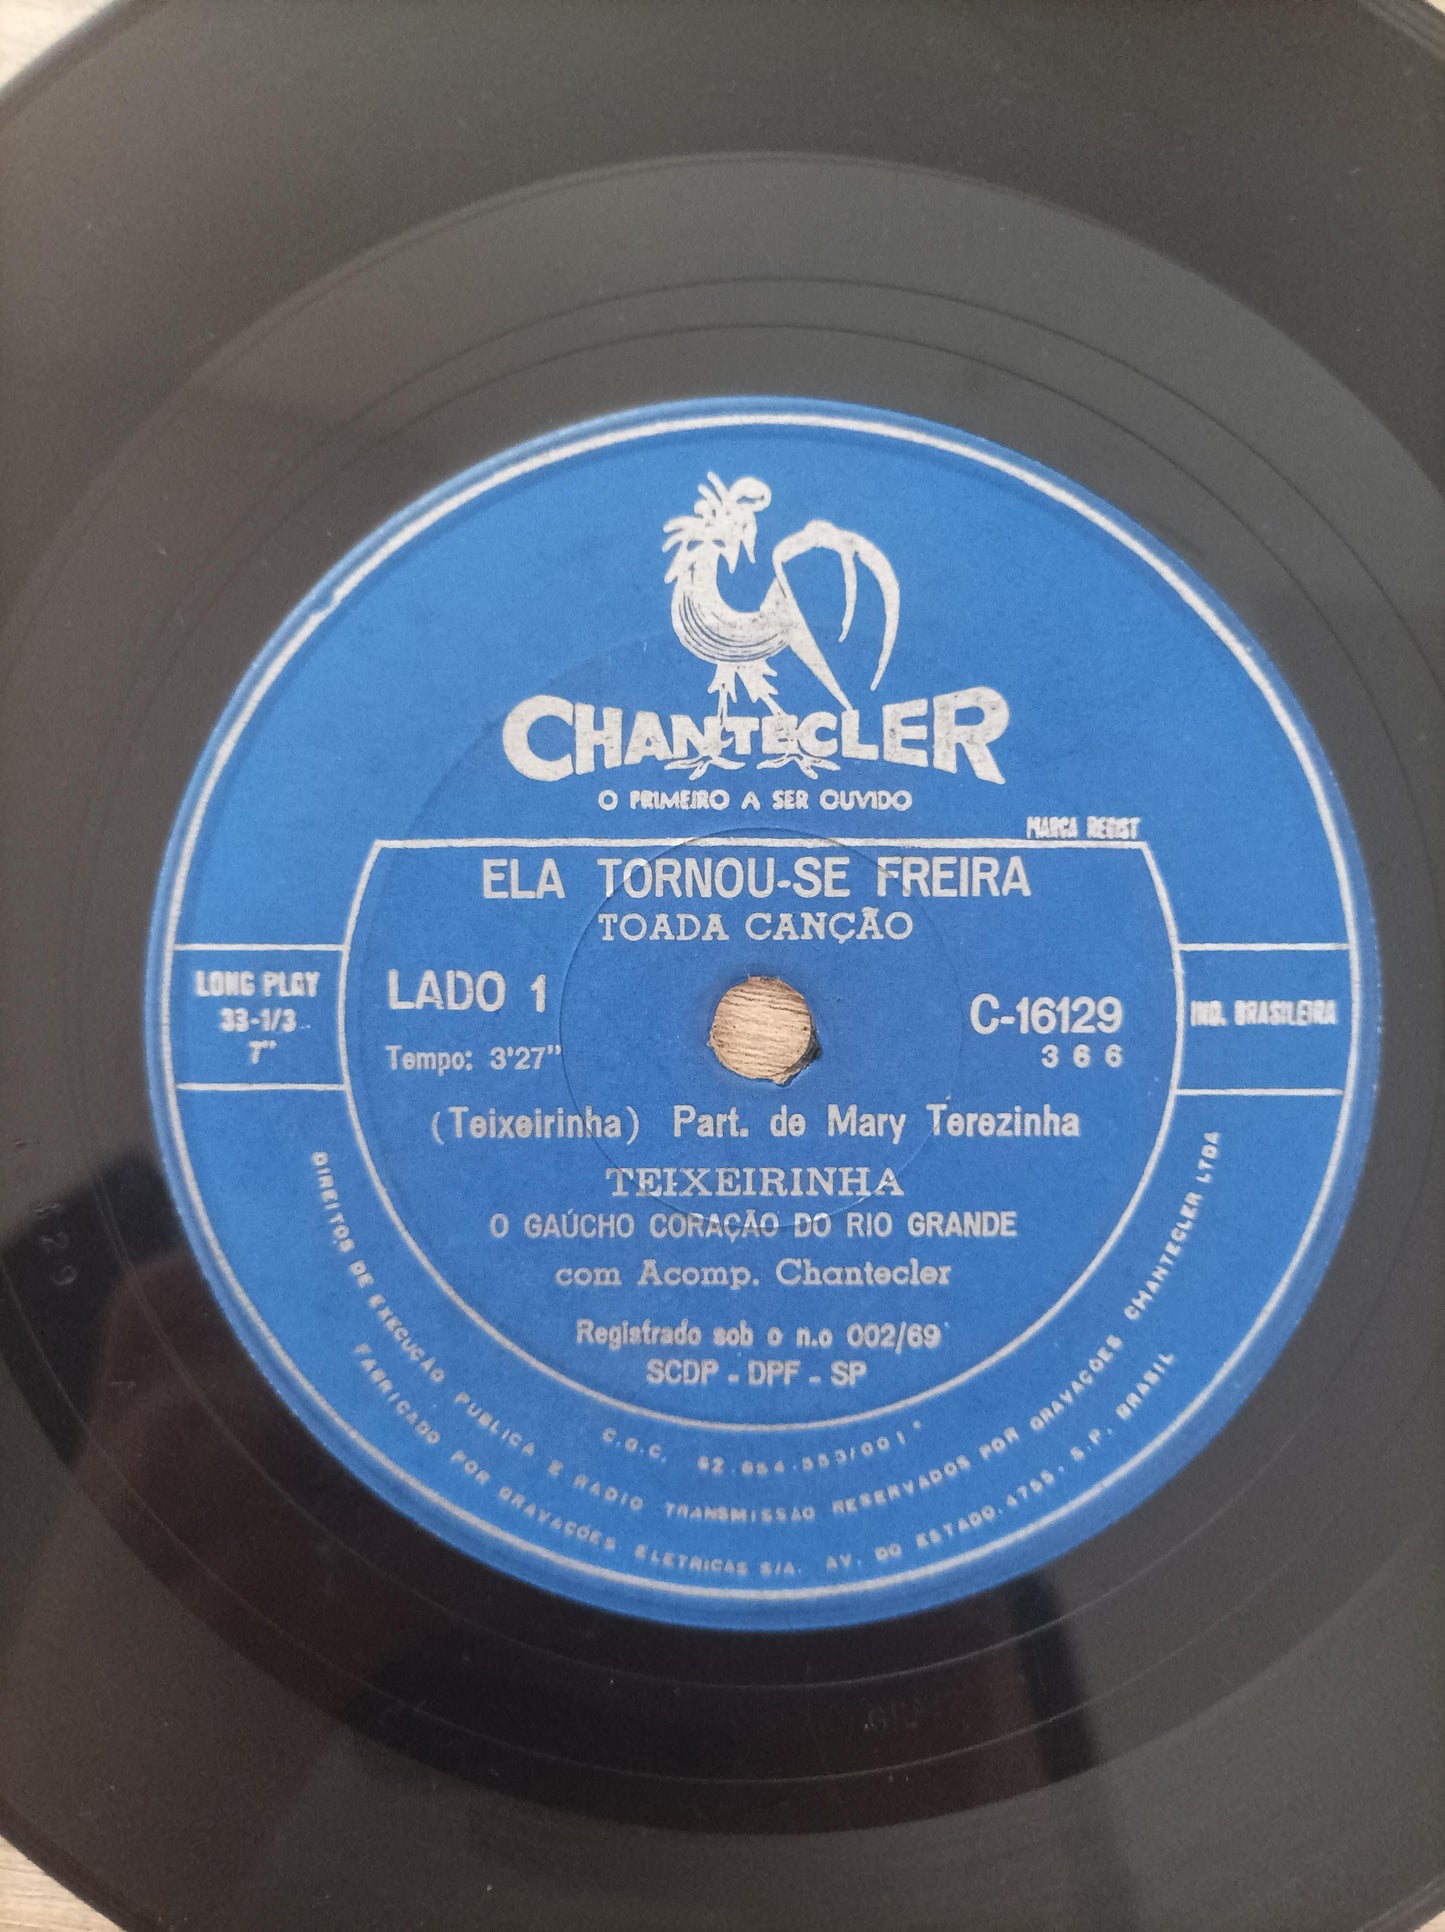 CHANTECLER
O PRIMEIRO A SER OUVIDO
MARCA REGIST
ELA TORNOU-SE FREIRA
TOADA CANÇÃO
LONG PLAY
33-1/3
7"
LADO 1
Tempo: 3'27"
C-16129
366
IND. BRASILEIRA
(Teixeirinha) Part. de Mary Terezinha
TEIXEIRINHA
O GAÚCHO CORAÇÃO DO RIO GRANDE
com Acomp. Chantecler
Registrado sob o n.o 002/69
SCDP - DPF - SP
C.G.C. 62.654.553/001
DIREITOS DE EXECUÇÃO PUBLICA E RADIO TRANSMISSAO RESERVADOS POR GRAVAÇÕES CHANTECLER LTDA
FABRICADO POR GRAVAÇÕES ELETRICAS S/A. AV. DO ESTADO, 4755 - S.P. BRASIL